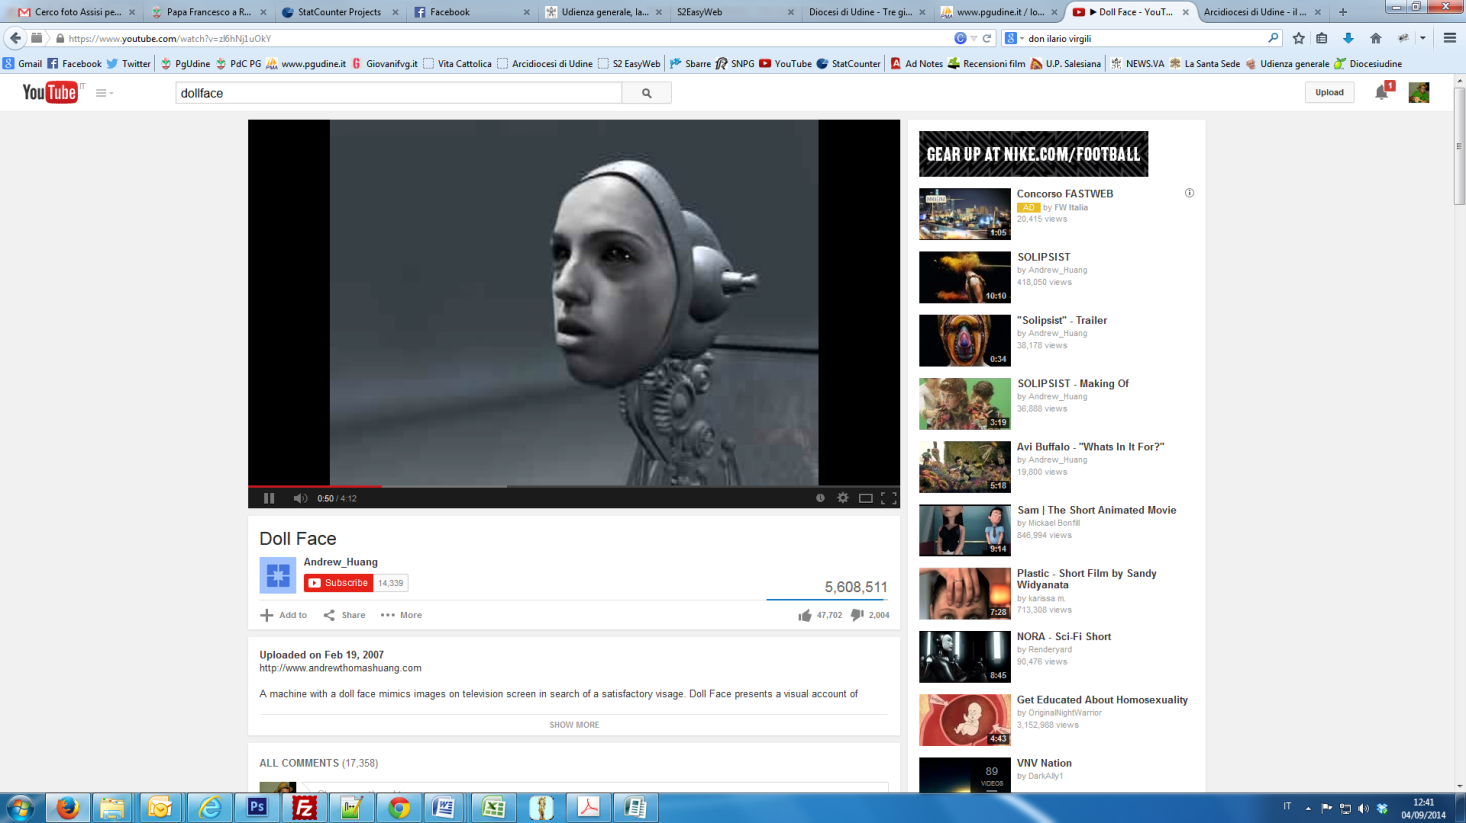 Cerco foto Assisi pe...
Papa Francesco a R...
StatCounter Projects
Facebook
Udienza generale, la...
S2EasyWeb
Diocesi di Udine - Tre gi...
www.pgudine.it / lo...
▶ Doll Face - YouT...
Arcidiocesi di Udine - il ...
https://www.youtube.com/watch?v=zl6hNj1uOkY
don ilario virgili
Gmail
Facebook
Twitter
PgUdine
PdC PG
www.pgudine.it
Giovanifvg.it
Vita Cattolica
Arcidiocesi di Udine
S2 EasyWeb
Sbarre
SNPG
YouTube
StatCounter
Ad Notes
Recensioni film
U.P. Salesiana
NEWS.VA
La Santa Sede
Udienza generale
Diocesiudine
YouTube IT
dollface
Upload
1
0:50 / 4:12
Doll Face
Andrew_Huang
Subscribe 14,339
5,608,511
Add to
Share
More
47,702
2,004
Uploaded on Feb 19, 2007
http://www.andrewthomashuang.com
A machine with a doll face mimics images on television screen in search of a satisfactory visage. Doll Face presents a visual account of
SHOW MORE
ALL COMMENTS (17,358)
GEAR UP AT NIKE.COM/FOOTBALL
Concorso FASTWEB
AD by FW Italia
20,415 views
1:05
SOLIPSIST
by Andrew_Huang
418,050 views
10:10
"Solipsist" - Trailer
by Andrew_Huang
38,178 views
0:34
SOLIPSIST - Making Of
by Andrew_Huang
36,888 views
3:19
Avi Buffalo - "Whats In It For?"
by Andrew_Huang
19,800 views
5:18
Sam | The Short Animated Movie
by Mickael Bonfill
846,994 views
9:14
Plastic - Short Film by Sandy
Widyanata
by karissa m.
713,308 views
7:28
NORA - Sci-Fi Short
by Renderyard
90,476 views
8:45
Get Educated About Homosexuality
by OriginalNightWarrior
3,152,988 views
4:43
VNV Nation
by DarkAlly1
89
VIDEOS
Ps
IT
12:41
04/09/2014